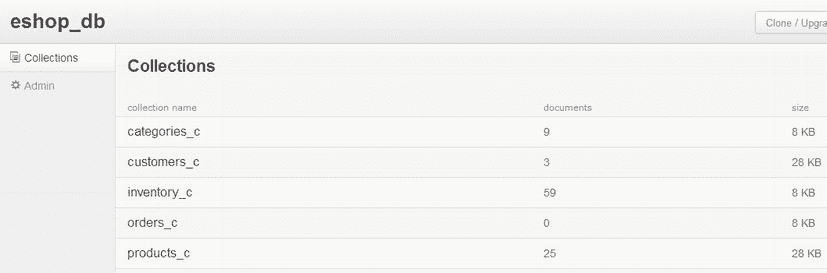 eshop_db
Clone / Upgra
Collections
Admin
Collections
collection name documents size
categories_c 9 8 KB
customers_c 3 28 KB
inventory_c 59 8 KB
orders_c 0 8 KB
products_c 25 28 KB